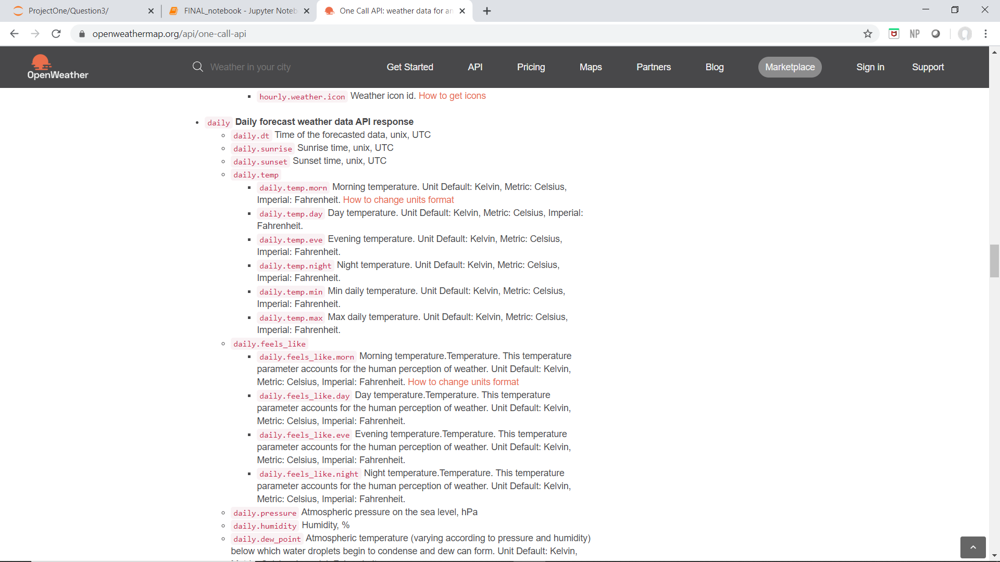 ProjectOne/Question3/
FINAL_notebook - Jupyter Noteb
One Call API: weather data for an
openweathermap.org/api/one-call-api
NP
OpenWeather
Weather in your city
Get Started
API
Pricing
Maps
Partners
Blog
Marketplace
Sign in
Support
hourly.weather.icon Weather icon id. How to get icons
daily Daily forecast weather data API response
daily.dt Time of the forecasted data, unix, UTC
daily.sunrise Sunrise time, unix, UTC
daily.sunset Sunset time, unix, UTC
daily.temp
daily.temp.morn Morning temperature. Unit Default: Kelvin, Metric: Celsius,
Imperial: Fahrenheit. How to change units format
daily.temp.day Day temperature. Unit Default: Kelvin, Metric: Celsius, Imperial:
Fahrenheit.
daily.temp.eve Evening temperature. Unit Default: Kelvin, Metric: Celsius,
Imperial: Fahrenheit.
daily.temp.night Night temperature. Unit Default: Kelvin, Metric: Celsius,
Imperial: Fahrenheit.
daily.temp.min Min daily temperature. Unit Default: Kelvin, Metric: Celsius,
Imperial: Fahrenheit.
daily.temp.max Max daily temperature. Unit Default: Kelvin, Metric: Celsius,
Imperial: Fahrenheit.
daily.feels_like
daily.feels_like.morn Morning temperature.Temperature. This temperature
parameter accounts for the human perception of weather. Unit Default: Kelvin,
Metric: Celsius, Imperial: Fahrenheit. How to change units format
daily.feels_like.day Day temperature.Temperature. This temperature
parameter accounts for the human perception of weather. Unit Default: Kelvin,
Metric: Celsius, Imperial: Fahrenheit.
daily.feels_like.eve Evening temperature.Temperature. This temperature
parameter accounts for the human perception of weather. Unit Default: Kelvin,
Metric: Celsius, Imperial: Fahrenheit.
daily.feels_like.night Night temperature.Temperature. This temperature
parameter accounts for the human perception of weather. Unit Default: Kelvin,
Metric: Celsius, Imperial: Fahrenheit.
daily.pressure Atmospheric pressure on the sea level, hPa
daily.humidity Humidity, %
daily.dew_point Atmospheric temperature (varying according to pressure and humidity)
below which water droplets begin to condense and dew can form. Unit Default: Kelvin,